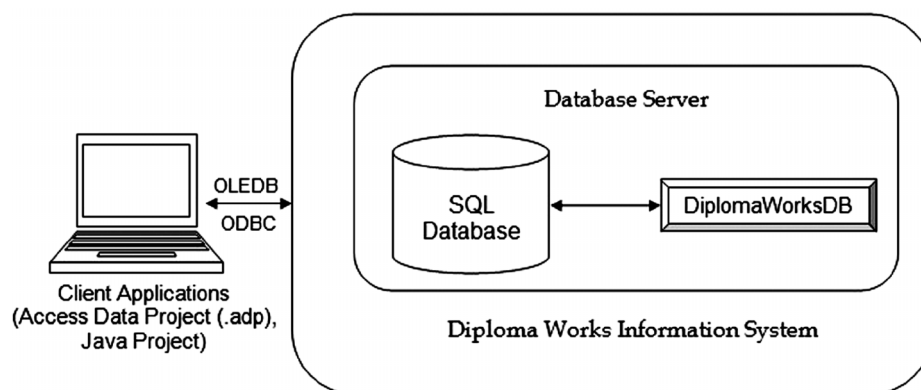 Database Server
OLEDB
ODBC
SQL
Database
DiplomaWorksDB
Client Applications
(Access Data Project (.adp),
Java Project)
Diploma Works Information System